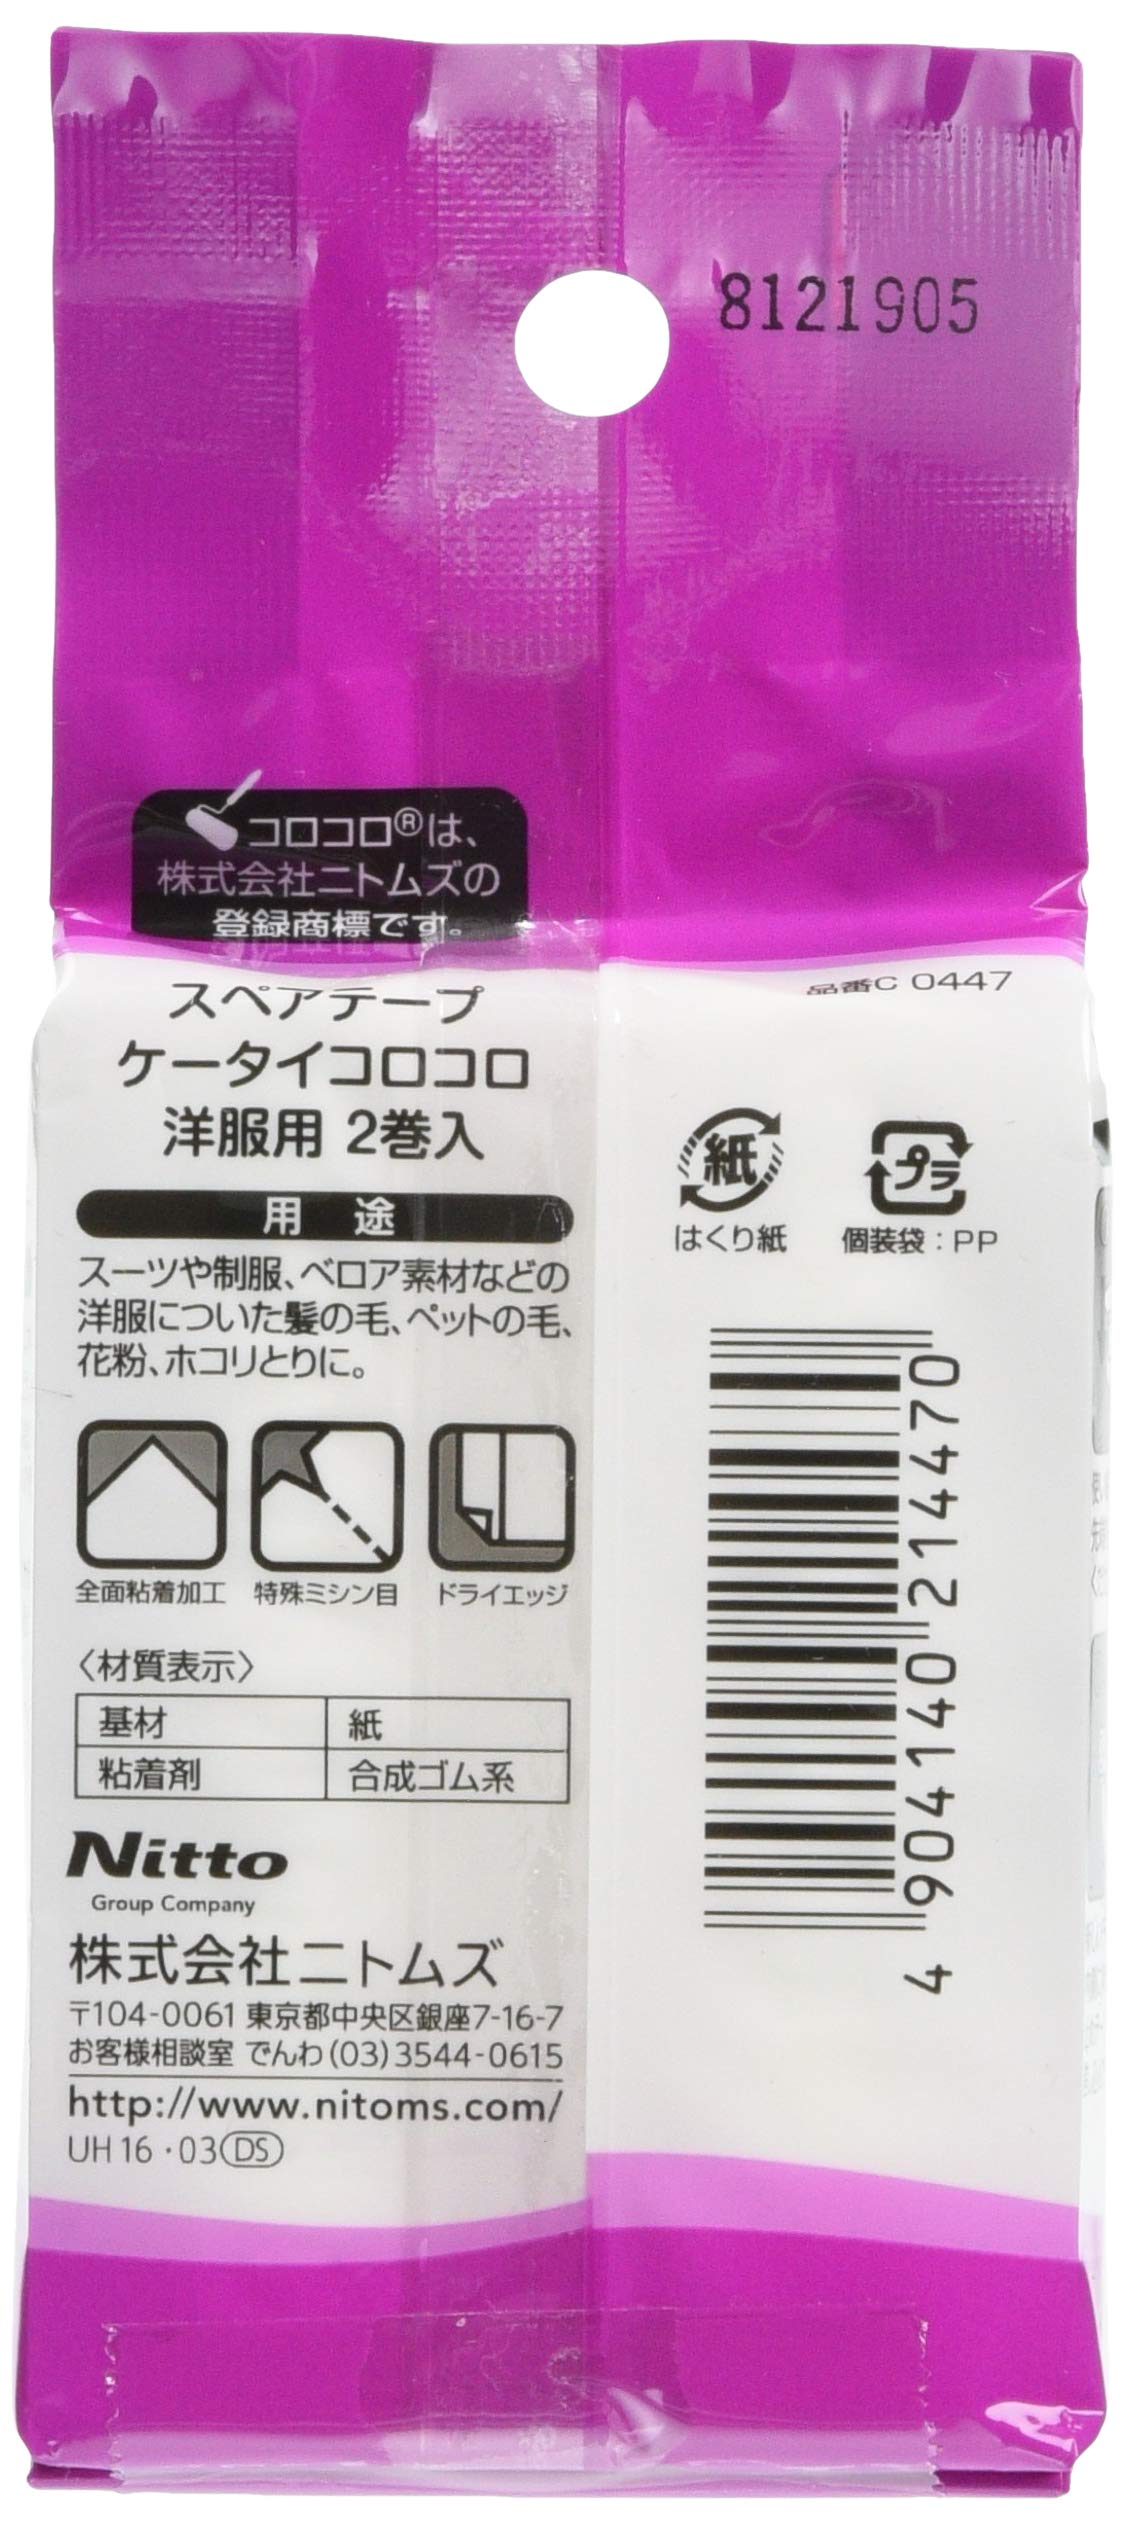 8121905
コロコロ®は、
株式会社ニトムズの
登録商標です。
スペアテープ
ケータイコロコロ
洋服用 2巻入
用 途
スーツや制服、ベロア素材などの
洋服についた髪の毛、ペットの毛、
花粉、ホコリとりに。
全面粘着加工 特殊ミシン目 ドライエッジ
〈材質表示〉
基材 紙
粘着剤 合成ゴム系
Nitto
Group Company
株式会社ニトムズ
〒104-0061 東京都中央区銀座7-16-7
お客様相談室 でんわ(03)3544-0615
http://www.nitoms.com/
UH16・03 DS
品番C 0447
紙 プラ
はくり紙 個装袋：PP
4 904140 214470